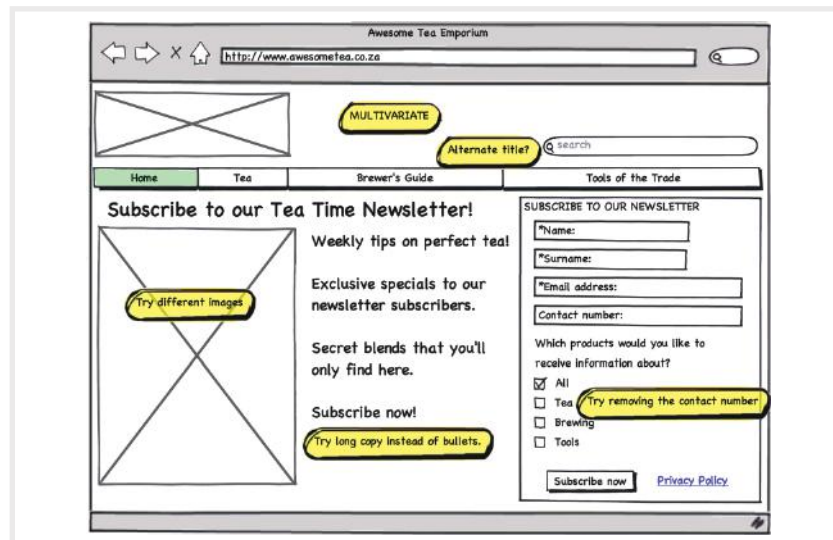 Awesome Tea Emporium
http://www.awesometea.co.za
MULTIVARIATE
Alternate title?
search
Home Tea Brewer's Guide Tools of the Trade
Subscribe to our Tea Time Newsletter!
Try different images
Weekly tips on perfect tea!
Exclusive specials to our
newsletter subscribers.
Secret blends that you'll
only find here.
Subscribe now!
Try long copy instead of bullets.
SUBSCRIBE TO OUR NEWSLETTER
*Name:
*Surname:
*Email address:
Contact number:
Which products would you like to
receive information about?
All
Tea
Try removing the contact number
Brewing
Tools
Subscribe now Privacy Policy